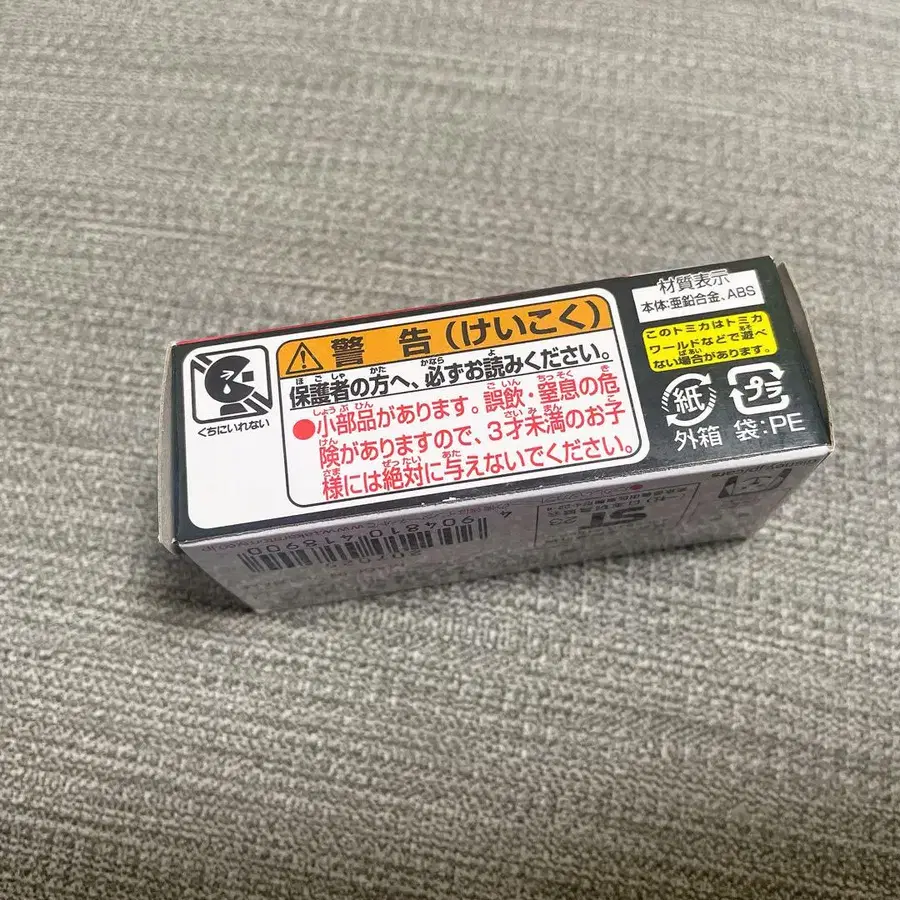 くちにいれない
警告(けいこく)
保護者の方へ、必ずお読みください。
●小部品があります。誤飲・窒息の危
険がありますので、3才未満のお子
様には絶対に与えないでください。
材質表示
本体:亜鉛合金、ABS
このトミカはトミカ
ワールドなどで遊べ
ない場合があります。
紙
外箱
プラ
袋:PE
4904810418900
ST
23